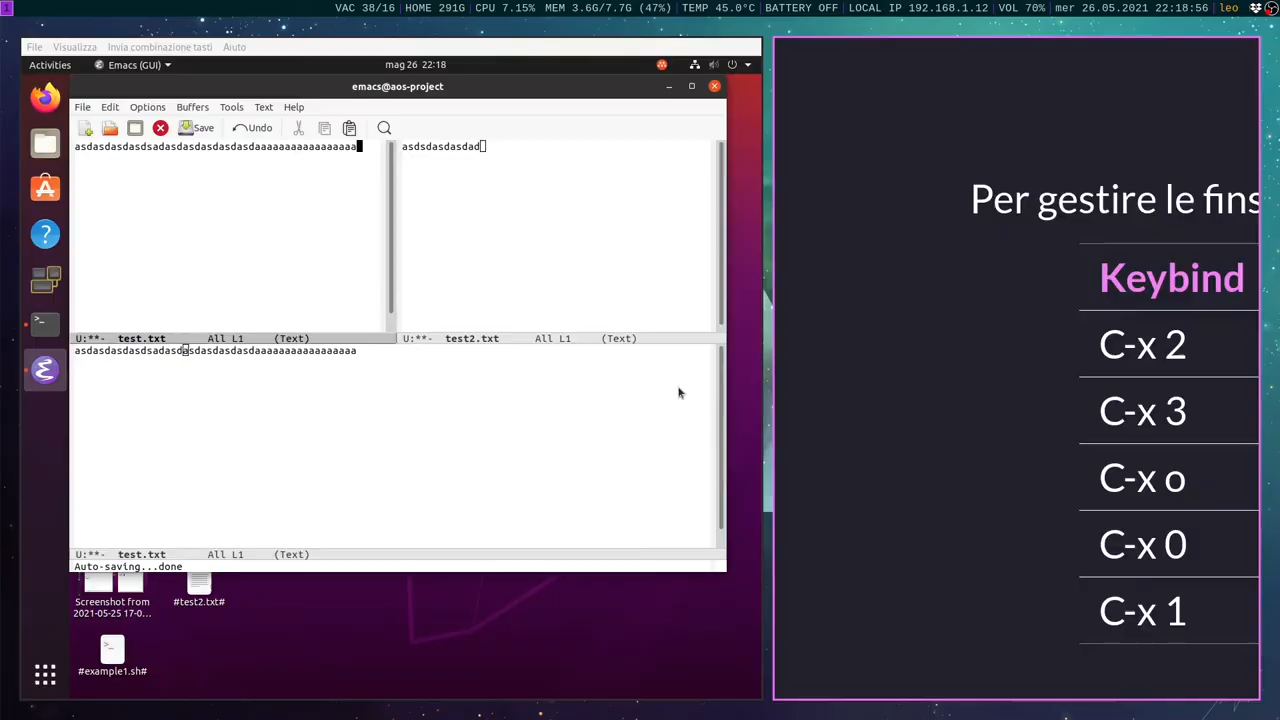 1
VAC 38/16 | HOME 291G | CPU 7.15% | MEM 3.6G/7.7G (47%) | TEMP 45.0°C | BATTERY OFF | LOCAL IP 192.168.1.12 | VOL 70% | mer 26.05.2021 22:18:56 | leo
File Visualizza Invia combinazione tasti Aiuto
Activities Emacs (GUI) mag 26 22:18
emacs@aos-project
File Edit Options Buffers Tools Text Help
Save Undo
asdasdasdasdsadasdasdasdasdasdaaaaaaaaaaaaaaaaa
asdsdasdasdad
U:**- test.txt All L1 (Text)
U:**- test2.txt All L1 (Text)
asdasdasdasdsadasdasdasdasdasdaaaaaaaaaaaaaaaaa
U:**- test.txt All L1 (Text)
Auto-saving...done
Screenshot from
2021-05-25 17-0...
#test2.txt#
#example1.sh#
Per gestire le fins
Keybind
C-x 2
C-x 3
C-x o
C-x 0
C-x 1